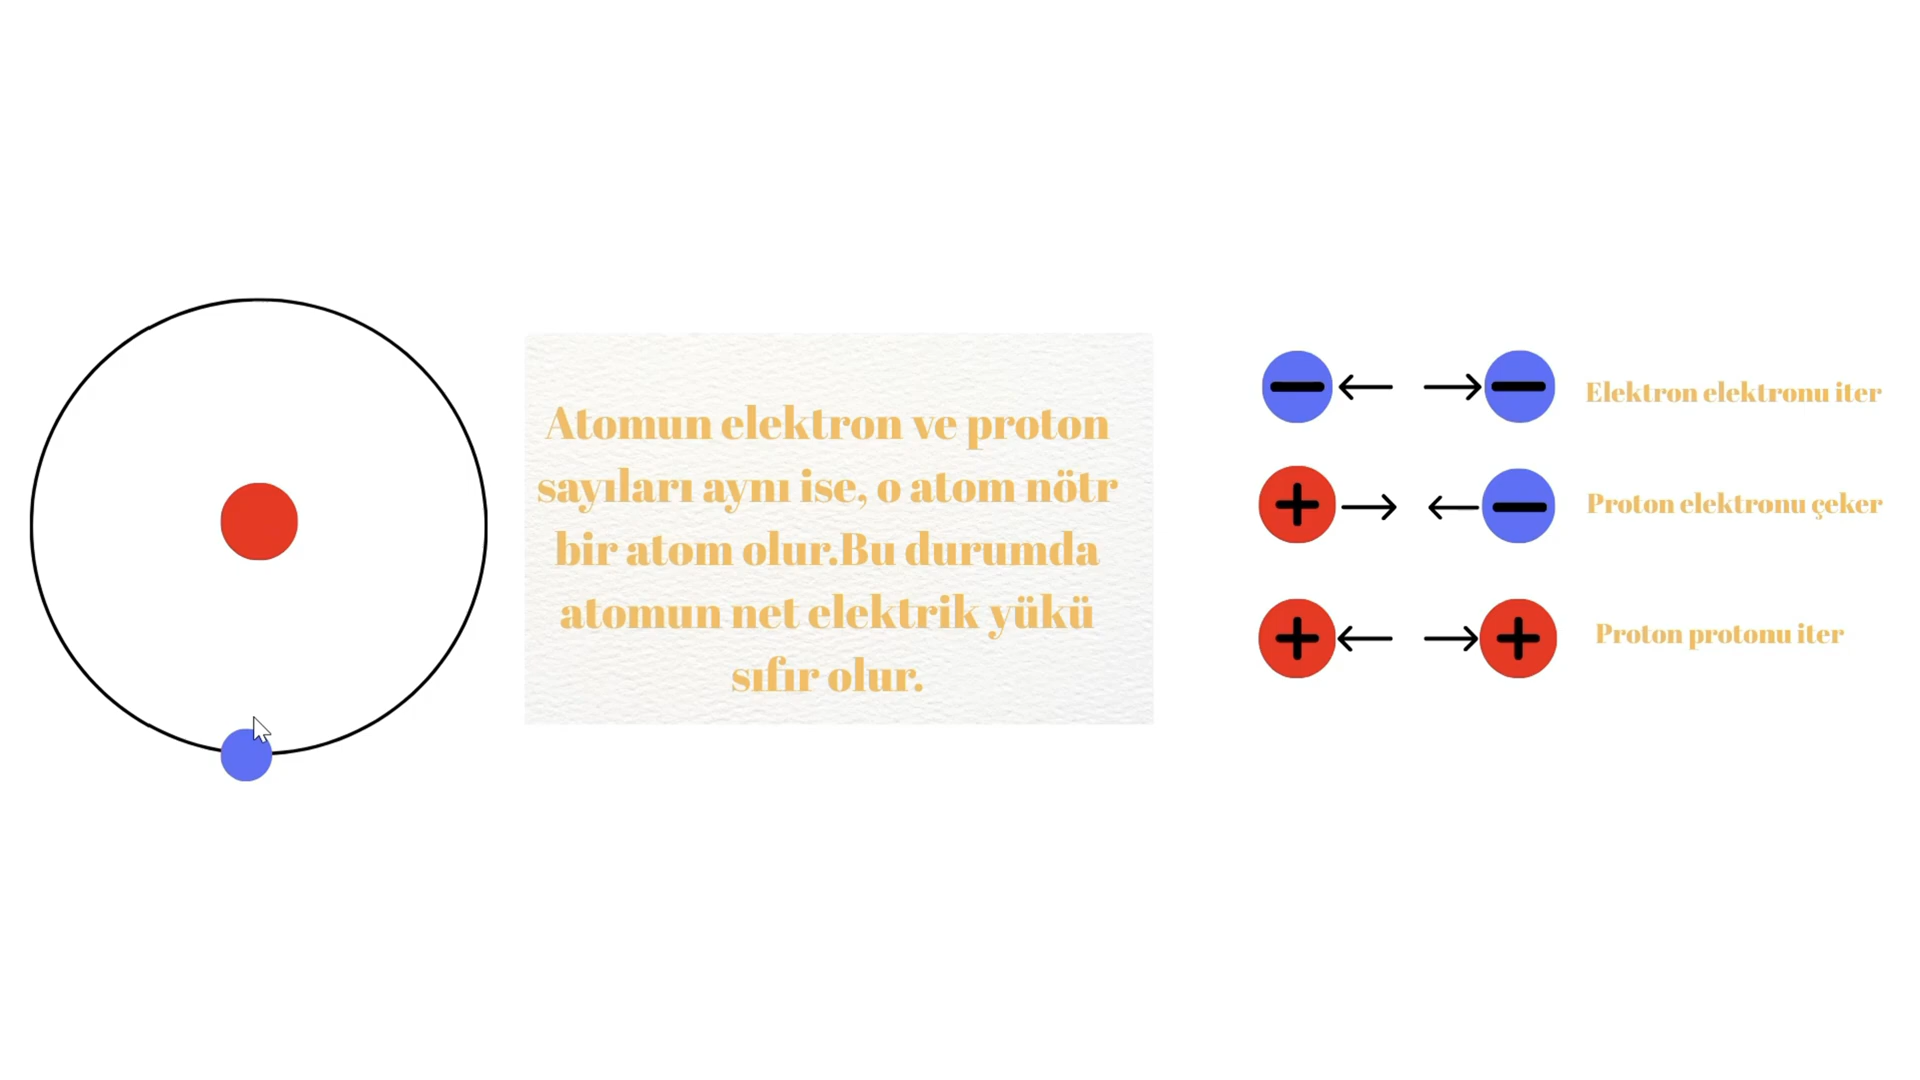 Atomun elektron ve proton
sayıları aynı ise, o atom nötr
bir atom olur.Bu durumda
atomun net elektrik yükü
sıfır olur.
Elektron elektronu iter
Proton elektronu çeker
Proton protonu iter